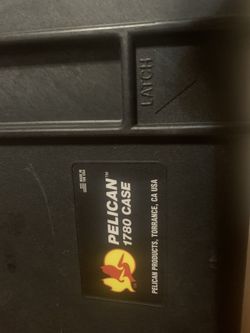 LATCH
PELICAN™
1780 CASE
PELICAN PRODUCTS, TORRANCE, CA USA